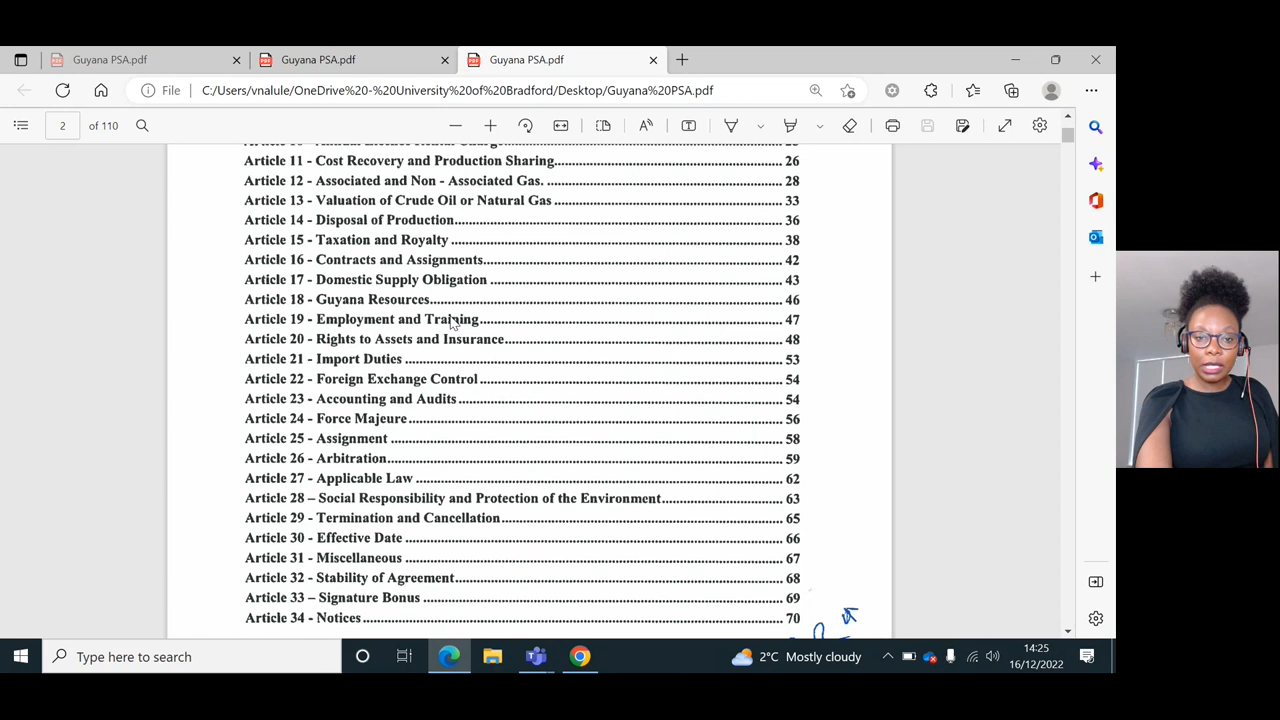 Guyana PSA.pdf
Guyana PSA.pdf
Guyana PSA.pdf
File
C:/Users/vnalule/OneDrive%20-%20University%20of%20Bradford/Desktop/Guyana%20PSA.pdf
2 of 110
Article 11 - Cost Recovery and Production Sharing 26
Article 12 - Associated and Non - Associated Gas. 28
Article 13 - Valuation of Crude Oil or Natural Gas 33
Article 14 - Disposal of Production 36
Article 15 - Taxation and Royalty 38
Article 16 - Contracts and Assignments 42
Article 17 - Domestic Supply Obligation 43
Article 18 - Guyana Resources 46
Article 19 - Employment and Training 47
Article 20 - Rights to Assets and Insurance 48
Article 21 - Import Duties 53
Article 22 - Foreign Exchange Control 54
Article 23 - Accounting and Audits 54
Article 24 - Force Majeure 56
Article 25 - Assignment 58
Article 26 - Arbitration 59
Article 27 - Applicable Law 62
Article 28 – Social Responsibility and Protection of the Environment 63
Article 29 - Termination and Cancellation 65
Article 30 - Effective Date 66
Article 31 - Miscellaneous 67
Article 32 - Stability of Agreement 68
Article 33 – Signature Bonus 69
Article 34 - Notices 70
Type here to search
2°C Mostly cloudy
14:25
16/12/2022